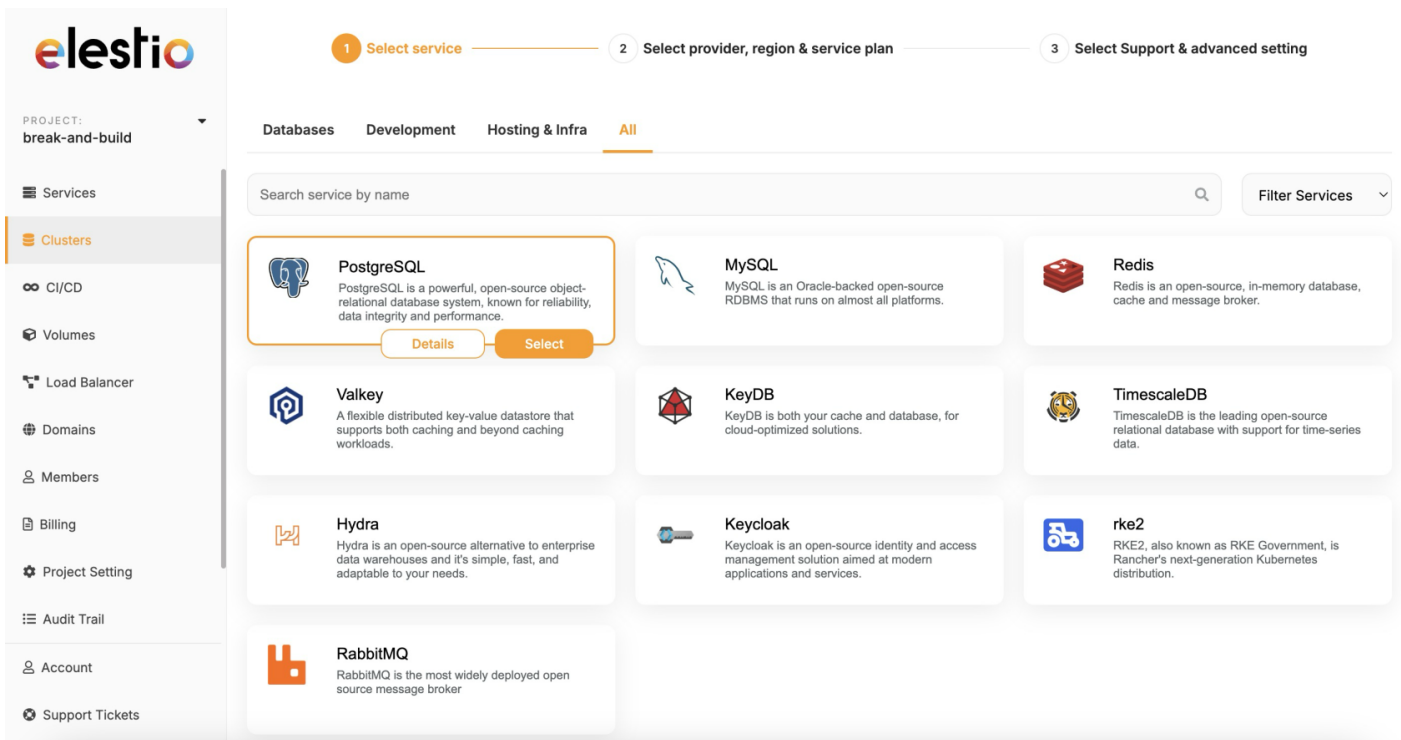 elestio
1 Select service
2 Select provider, region & service plan
3 Select Support & advanced setting
PROJECT:
break-and-build
Services
Clusters
CI/CD
Volumes
Load Balancer
Domains
Members
Billing
Project Setting
Audit Trail
Account
Support Tickets
Databases Development Hosting & Infra All
Search service by name
Filter Services
PostgreSQL
PostgreSQL is a powerful, open-source object-
relational database system, known for reliability,
data integrity and performance.
Details Select
MySQL
MySQL is an Oracle-backed open-source
RDBMS that runs on almost all platforms.
Redis
Redis is an open-source, in-memory database,
cache and message broker.
Valkey
A flexible distributed key-value datastore that
supports both caching and beyond caching
workloads.
KeyDB
KeyDB is both your cache and database, for
cloud-optimized solutions.
TimescaleDB
TimescaleDB is the leading open-source
relational database with support for time-series
data.
Hydra
Hydra is an open-source alternative to enterprise
data warehouses and it's simple, fast, and
adaptable to your needs.
Keycloak
Keycloak is an open-source identity and access
management solution aimed at modern
applications and services.
rke2
RKE2, also known as RKE Government, is
Rancher's next-generation Kubernetes
distribution.
RabbitMQ
RabbitMQ is the most widely deployed open
source message broker